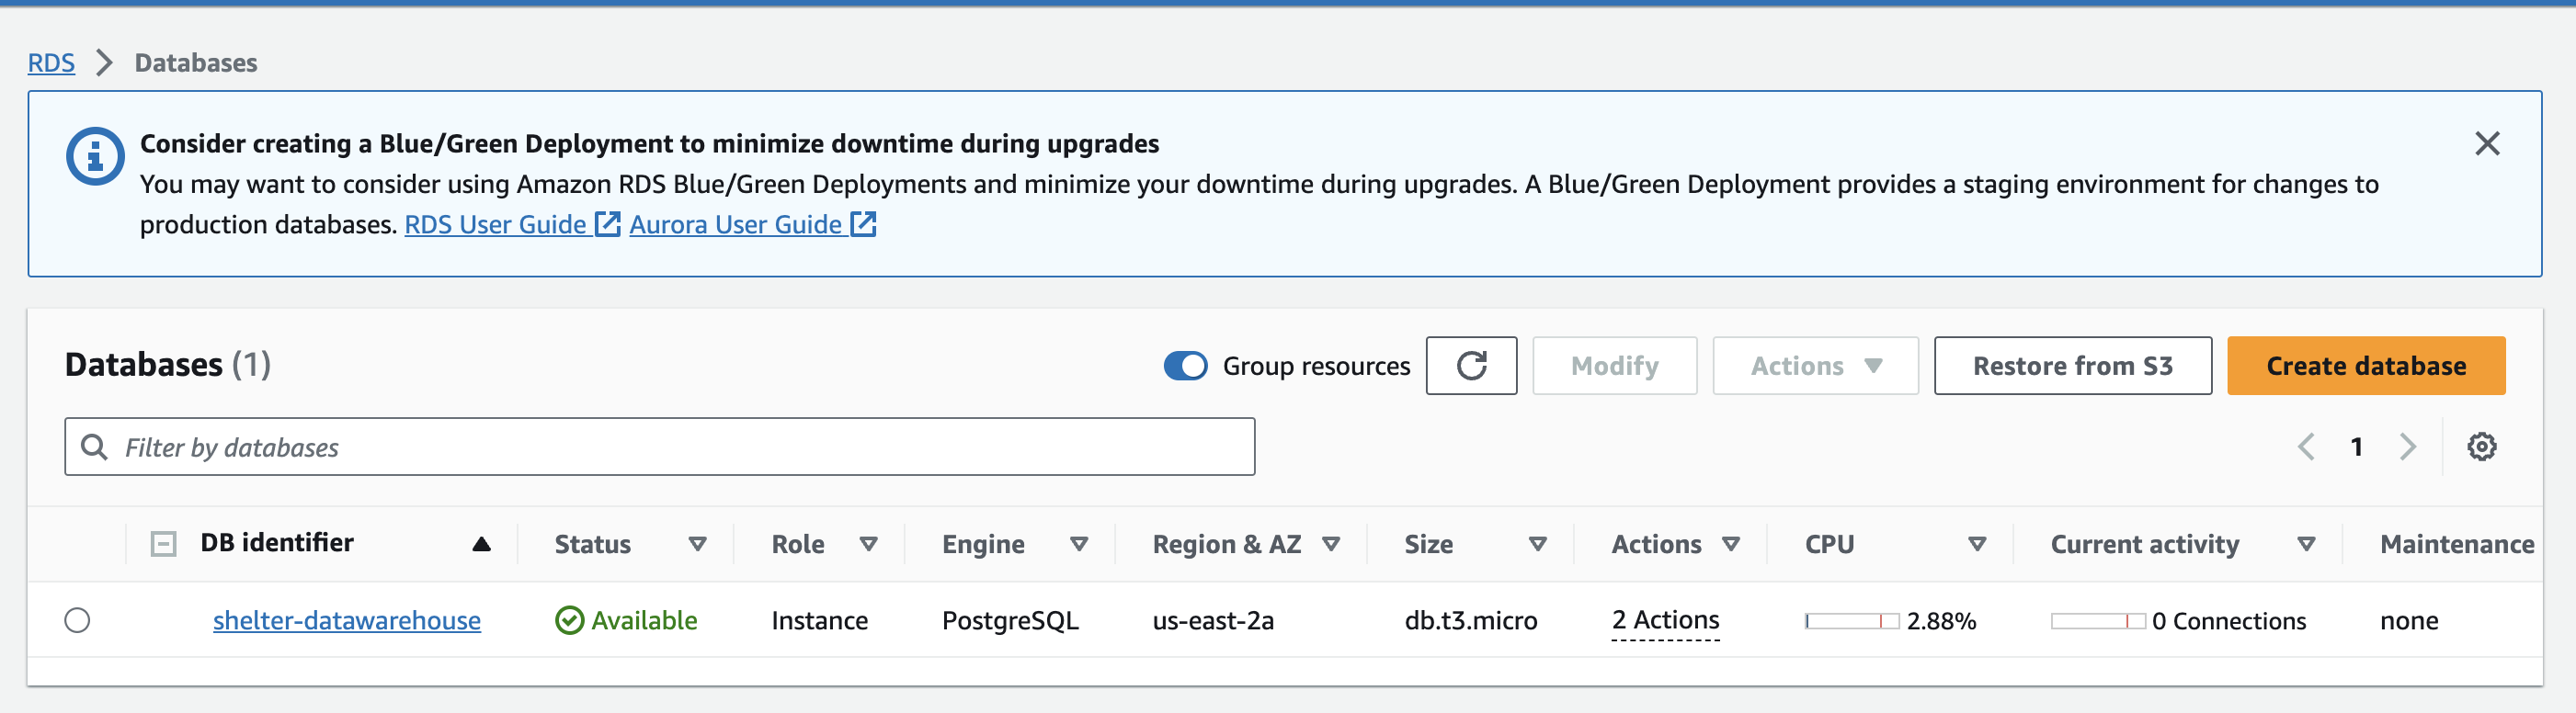 RDS Databases
Consider creating a Blue/Green Deployment to minimize downtime during upgrades
You may want to consider using Amazon RDS Blue/Green Deployments and minimize your downtime during upgrades. A Blue/Green Deployment provides a staging environment for changes to
production databases. RDS User Guide Aurora User Guide
Databases (1) Group resources Modify Actions Restore from S3 Create database
Filter by databases 1
DB identifier Status Role Engine Region & AZ Size Actions CPU Current activity Maintenance
shelter-datawarehouse Available Instance PostgreSQL us-east-2a db.t3.micro 2 Actions 2.88% 0 Connections none